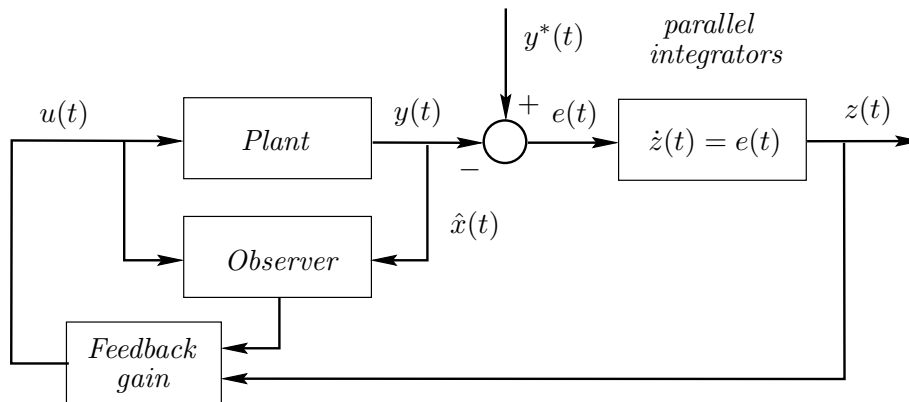 y*(t)
parallel
integrators
u(t)
Plant
y(t)
+
−
e(t)
ż(t) = e(t)
z(t)
x̂(t)
Observer
Feedback
gain